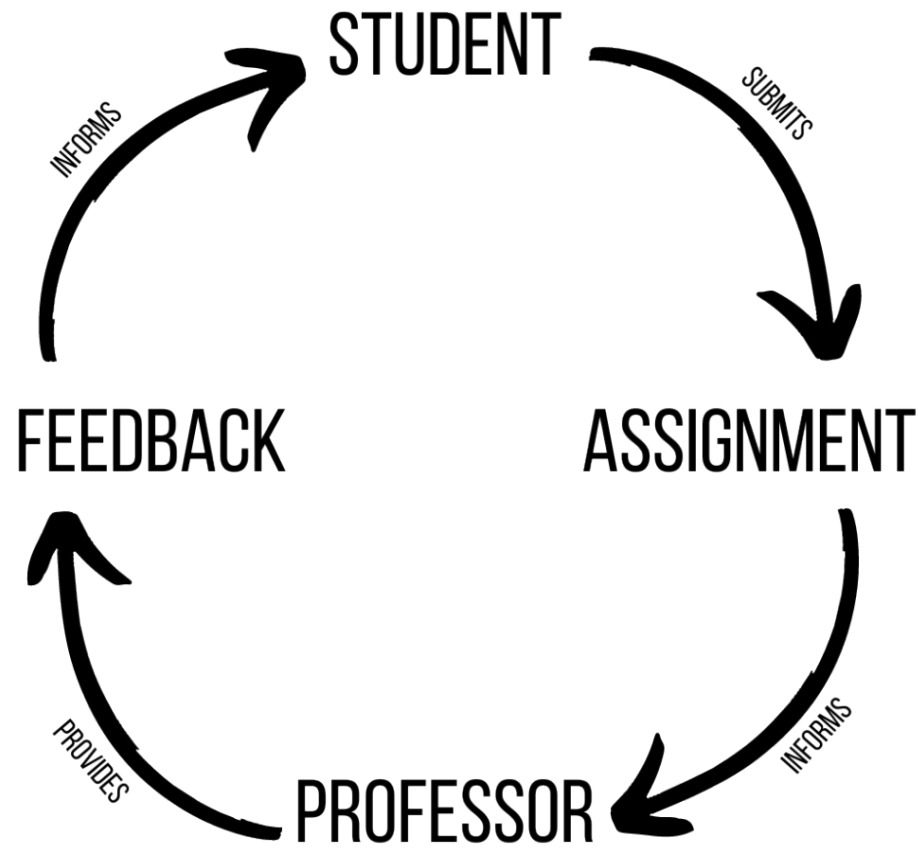 STUDENT
SUBMITS
INFORMS
FEEDBACK
ASSIGNMENT
PROVIDES
INFORMS
PROFESSOR